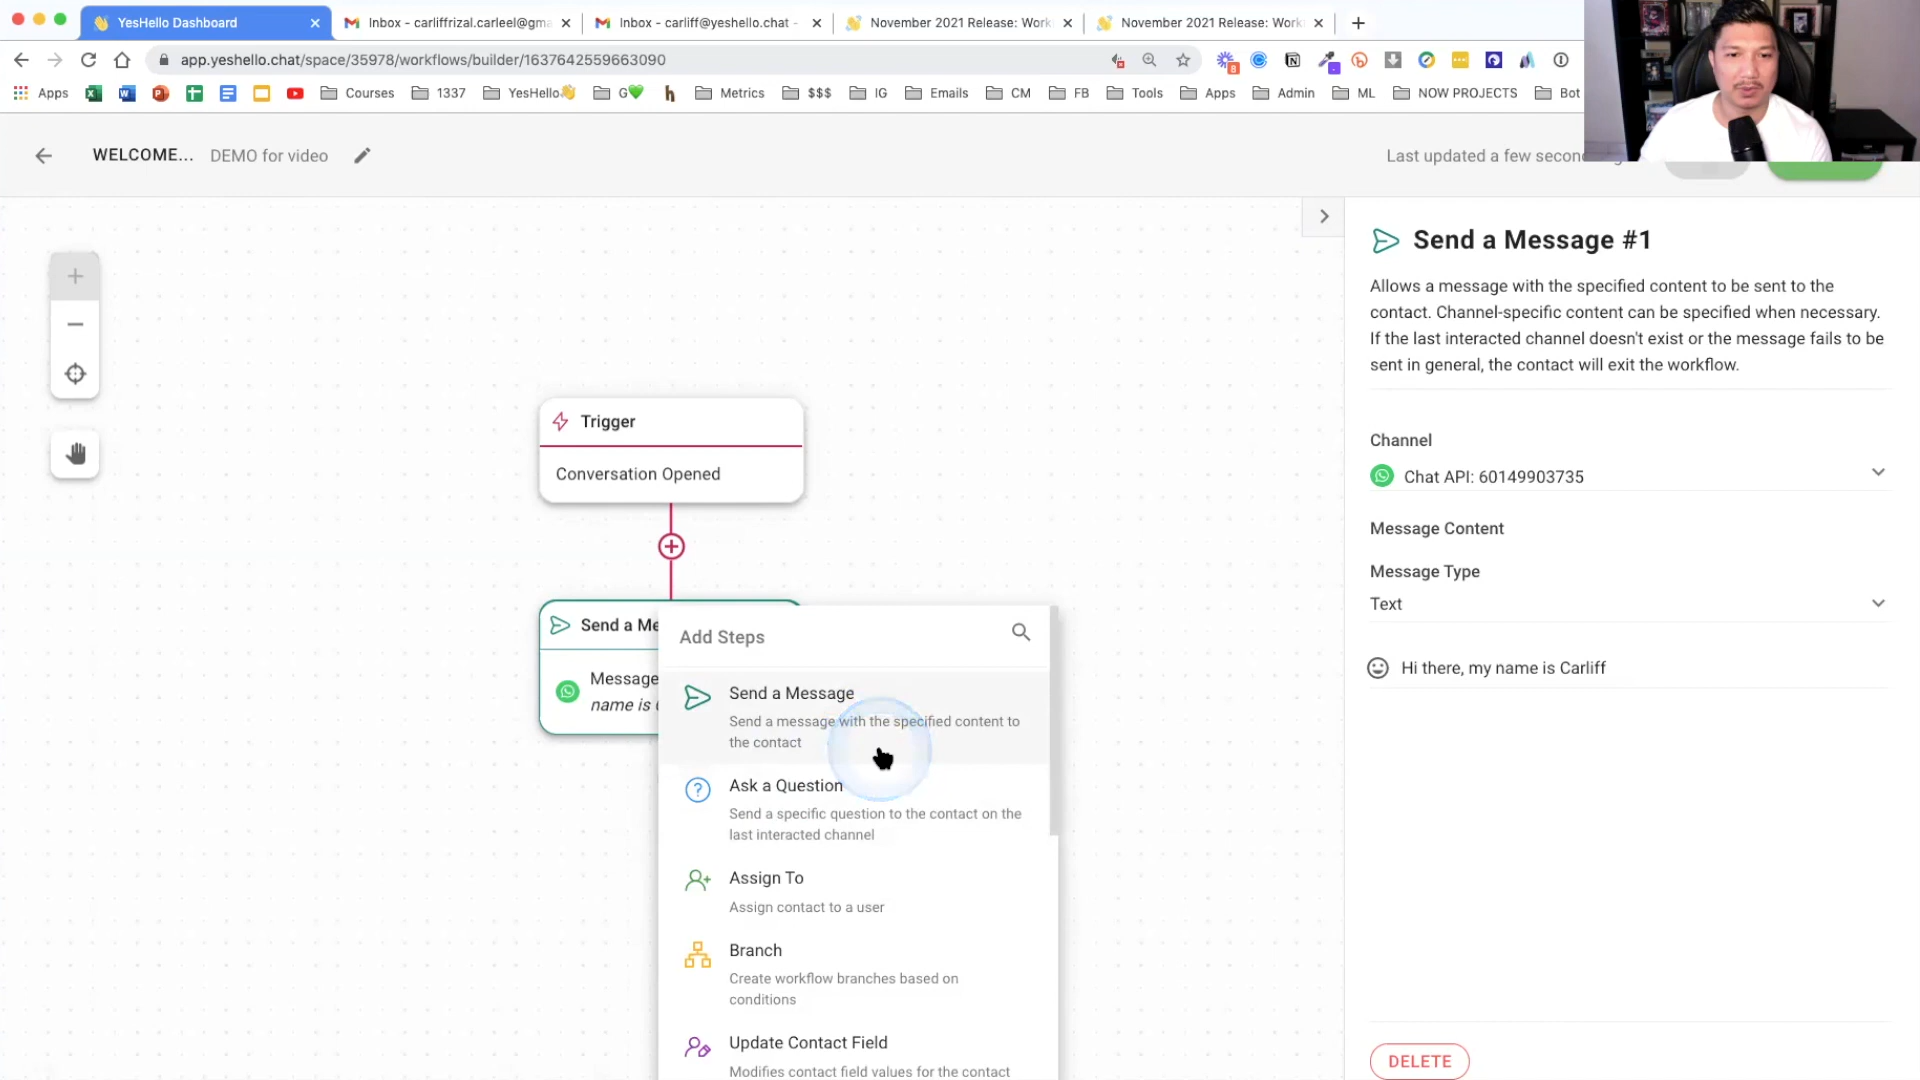 YesHello Dashboard
Inbox - carliffrizal.carleel@gma
Inbox - carliff@yeshello.chat -
November 2021 Release: Work
November 2021 Release: Work
app.yeshello.chat/space/35978/workflows/builder/1637642559663090
8
Apps
Courses
1337
YesHello
G
Metrics
$$$
IG
Emails
CM
FB
Tools
Apps
Admin
ML
NOW PROJECTS
Bot
WELCOME...
DEMO for video
Last updated a few
Trigger
Conversation Opened
Send a Me
Message
name is
Add Steps
Send a Message
Send a message with the specified content to
the contact
Ask a Question
Send a specific question to the contact on the
last interacted channel
Assign To
Assign contact to a user
Branch
Create workflow branches based on
conditions
Update Contact Field
Modifies contact field values for the contact
Send a Message #1
Allows a message with the specified content to be sent to the
contact. Channel-specific content can be specified when necessary.
If the last interacted channel doesn't exist or the message fails to be
sent in general, the contact will exit the workflow.
Channel
Chat API: 60149903735
Message Content
Message Type
Text
Hi there, my name is Carliff
DELETE